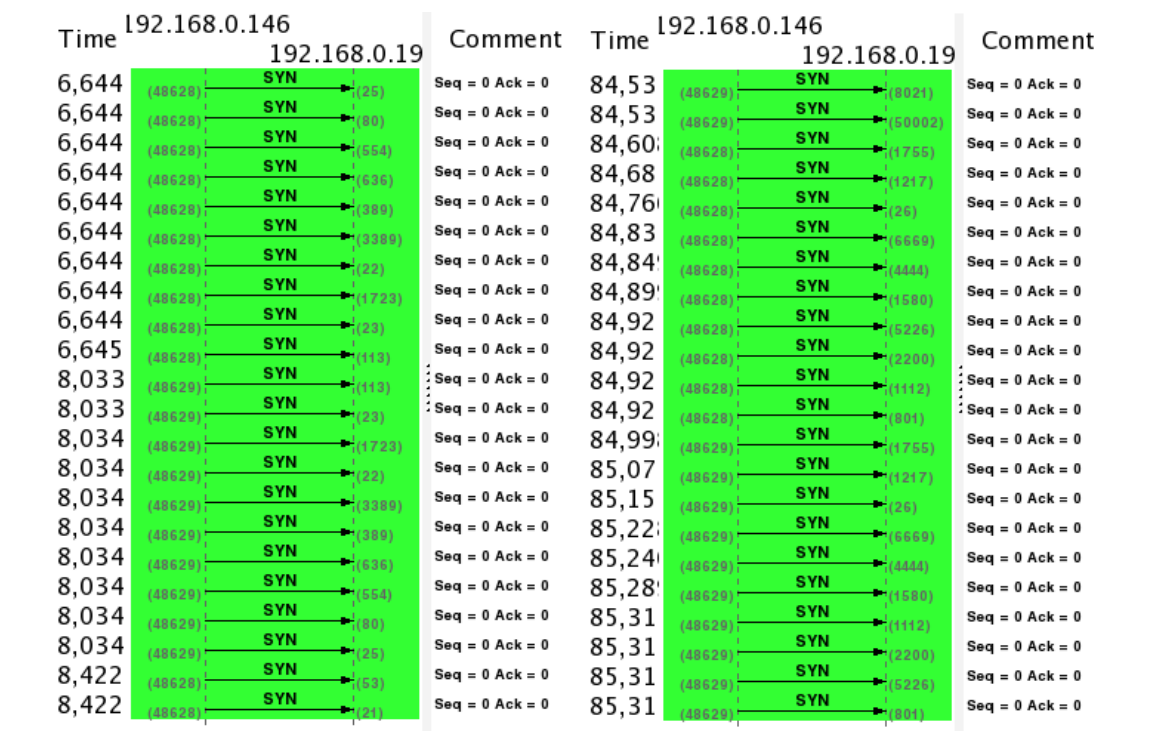 Time 192.168.0.146 192.168.0.19 Comment
6,644 (48628) SYN (25) Seq = 0 Ack = 0
6,644 (48628) SYN (80) Seq = 0 Ack = 0
6,644 (48628) SYN (554) Seq = 0 Ack = 0
6,644 (48628) SYN (636) Seq = 0 Ack = 0
6,644 (48628) SYN (389) Seq = 0 Ack = 0
6,644 (48628) SYN (3389) Seq = 0 Ack = 0
6,644 (48628) SYN (22) Seq = 0 Ack = 0
6,644 (48628) SYN (1723) Seq = 0 Ack = 0
6,644 (48628) SYN (23) Seq = 0 Ack = 0
6,645 (48628) SYN (113) Seq = 0 Ack = 0
8,033 (48629) SYN (113) Seq = 0 Ack = 0
8,033 (48629) SYN (23) Seq = 0 Ack = 0
8,034 (48629) SYN (1723) Seq = 0 Ack = 0
8,034 (48629) SYN (22) Seq = 0 Ack = 0
8,034 (48629) SYN (3389) Seq = 0 Ack = 0
8,034 (48629) SYN (389) Seq = 0 Ack = 0
8,034 (48629) SYN (636) Seq = 0 Ack = 0
8,034 (48629) SYN (554) Seq = 0 Ack = 0
8,034 (48629) SYN (80) Seq = 0 Ack = 0
8,034 (48629) SYN (25) Seq = 0 Ack = 0
8,422 (48628) SYN (53) Seq = 0 Ack = 0
8,422 (48628) SYN (21) Seq = 0 Ack = 0
Time 192.168.0.146 192.168.0.19 Comment
84,53 (48629) SYN (8021) Seq = 0 Ack = 0
84,53 (48629) SYN (50002) Seq = 0 Ack = 0
84,60 (48628) SYN (1755) Seq = 0 Ack = 0
84,68 (48628) SYN (1217) Seq = 0 Ack = 0
84,76 (48628) SYN (26) Seq = 0 Ack = 0
84,83 (48628) SYN (6669) Seq = 0 Ack = 0
84,84 (48628) SYN (4444) Seq = 0 Ack = 0
84,89 (48628) SYN (1580) Seq = 0 Ack = 0
84,92 (48628) SYN (5226) Seq = 0 Ack = 0
84,92 (48628) SYN (2200) Seq = 0 Ack = 0
84,92 (48628) SYN (1112) Seq = 0 Ack = 0
84,92 (48628) SYN (801) Seq = 0 Ack = 0
84,99 (48629) SYN (1755) Seq = 0 Ack = 0
85,07 (48629) SYN (1217) Seq = 0 Ack = 0
85,15 (48629) SYN (26) Seq = 0 Ack = 0
85,22 (48629) SYN (6669) Seq = 0 Ack = 0
85,24 (48629) SYN (4444) Seq = 0 Ack = 0
85,28 (48629) SYN (1580) Seq = 0 Ack = 0
85,31 (48629) SYN (1112) Seq = 0 Ack = 0
85,31 (48629) SYN (2200) Seq = 0 Ack = 0
85,31 (48629) SYN (5226) Seq = 0 Ack = 0
85,31 (48629) SYN (801) Seq = 0 Ack = 0